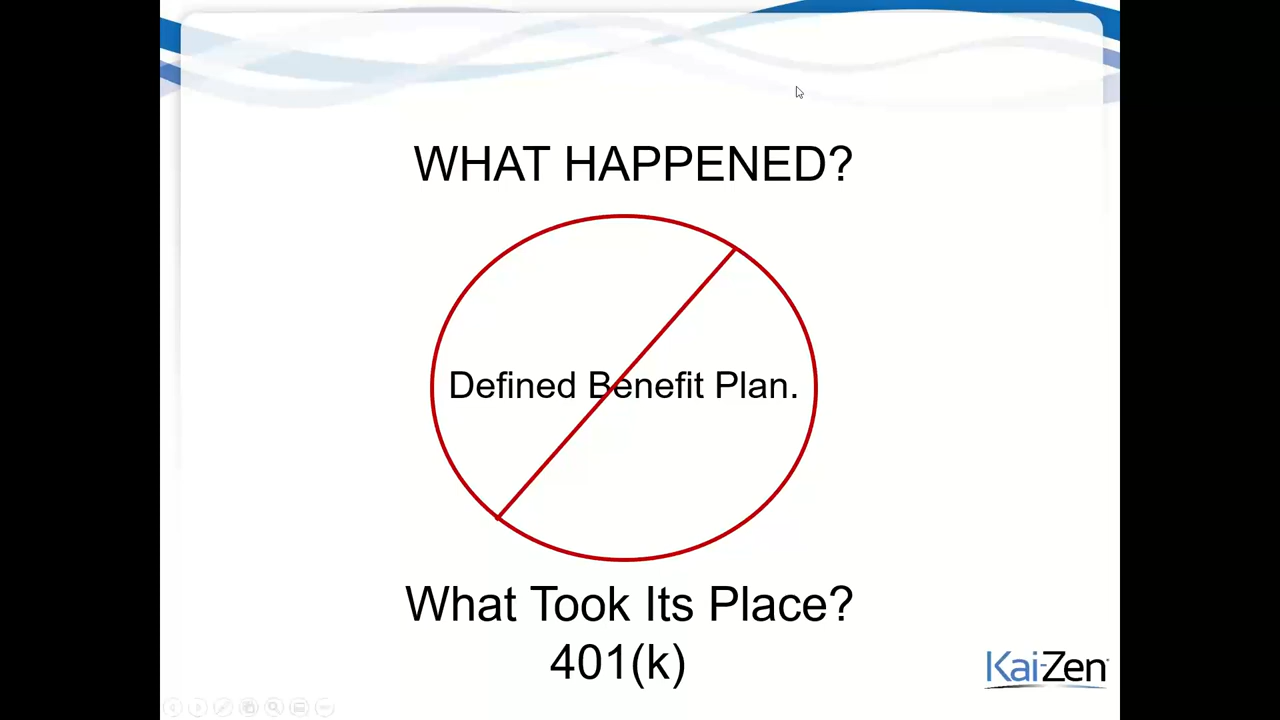 WHAT HAPPENED?
Defined Benefit Plan.
What Took Its Place?
401(k)
Kai-Zen